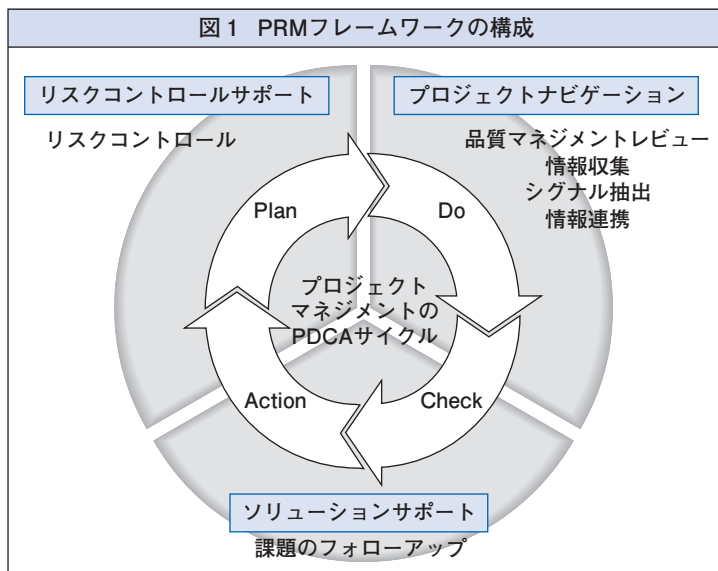 図1 PRMフレームワークの構成
リスクコントロールサポート
リスクコントロール
プロジェクトナビゲーション
品質マネジメントレビュー
情報収集
シグナル抽出
情報連携
Plan
Do
プロジェクト
マネジメントの
PDCAサイクル
Action
Check
ソリューションサポート
課題のフォローアップ